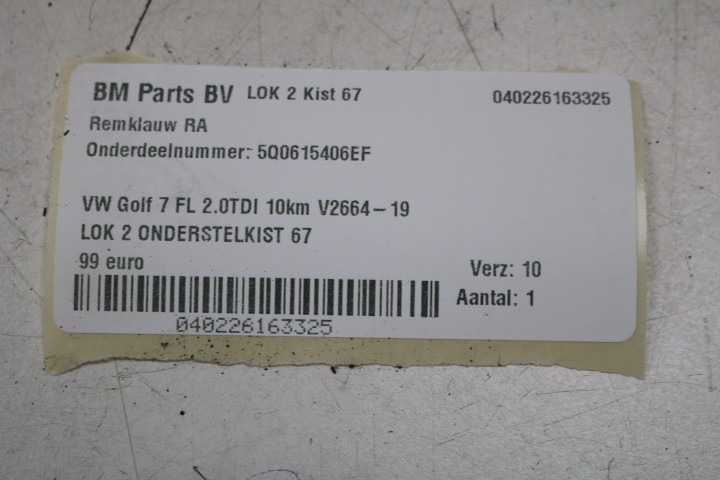 BM Parts BV LOK 2 Kist 67 040226163325
Remklauw RA
Onderdeelnummer: 5Q0615406EF
VW Golf 7 FL 2.0TDI 10km V2664-19
LOK 2 ONDERSTELKIST 67
99 euro Verz: 10
Aantal: 1
040226163325